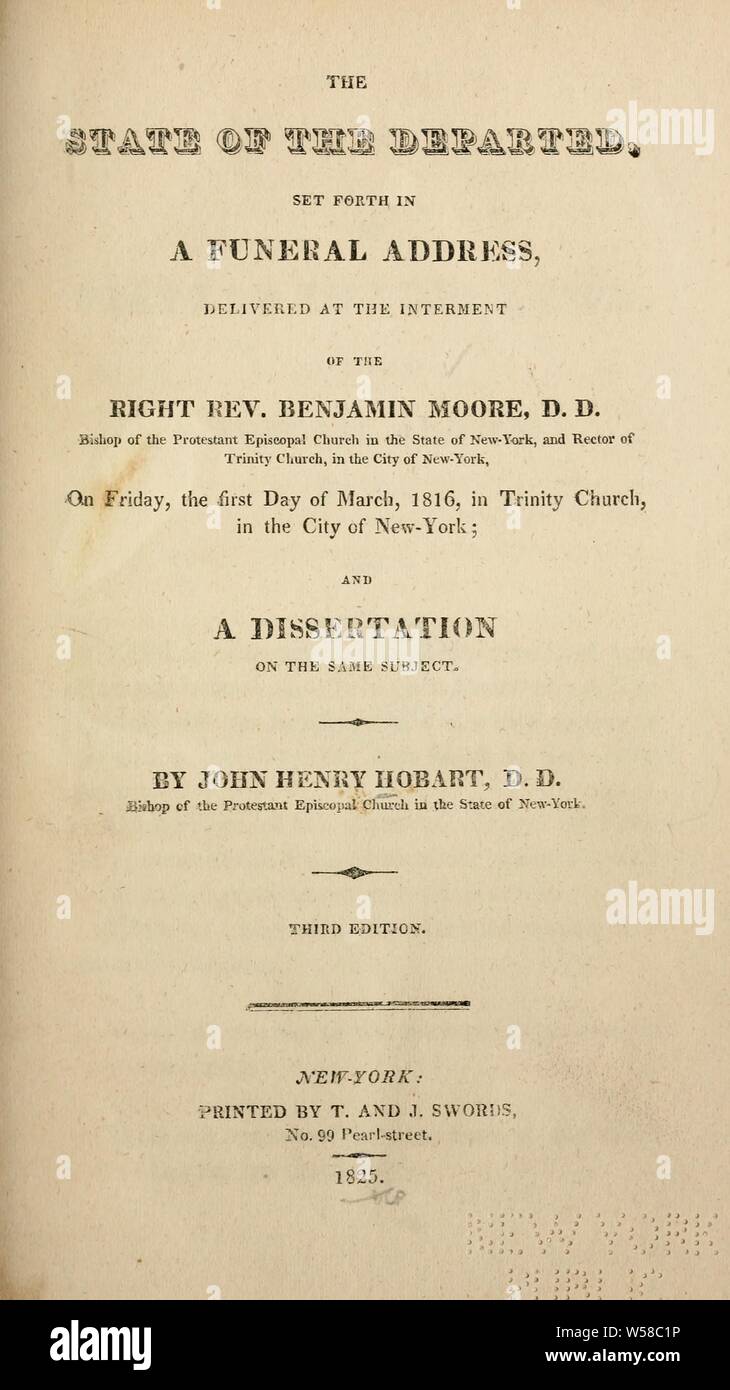 THE
STATE OF THE DEPARTED,
SET FORTH IN
A FUNERAL ADDRESS,
DELIVERED AT THE INTERMENT
OF THE
RIGHT REV. BENJAMIN MOORE, D. D.
Bishop of the Protestant Episcopal Church in the State of New-York, and Rector of
Trinity Church, in the City of New-York,
On Friday, the first Day of March, 1816, in Trinity Church,
in the City of New-York;
AND
A DISSERTATION
ON THE SAME SUBJECT.
BY JOHN HENRY HOBART, D. D.
Bishop of the Protestant Episcopal Church in the State of New-York.
THIRD EDITION.
NEW-YORK:
PRINTED BY T. AND J. SWORDS,
No. 99 Pearl-street.
1825.
NEW YORK
PUBLIC
alamy
alamy
alamy
Image ID: W58C1P
www.alamy.com